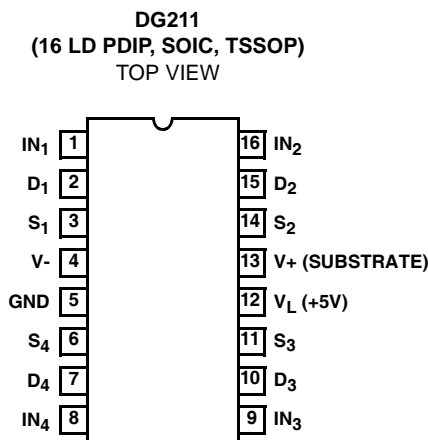 DG211
(16 LD PDIP, SOIC, TSSOP)
TOP VIEW
IN1 1 16 IN2
D1 2 15 D2
S1 3 14 S2
V- 4 13 V+ (SUBSTRATE)
GND 5 12 VL (+5V)
S4 6 11 S3
D4 7 10 D3
IN4 8 9 IN3